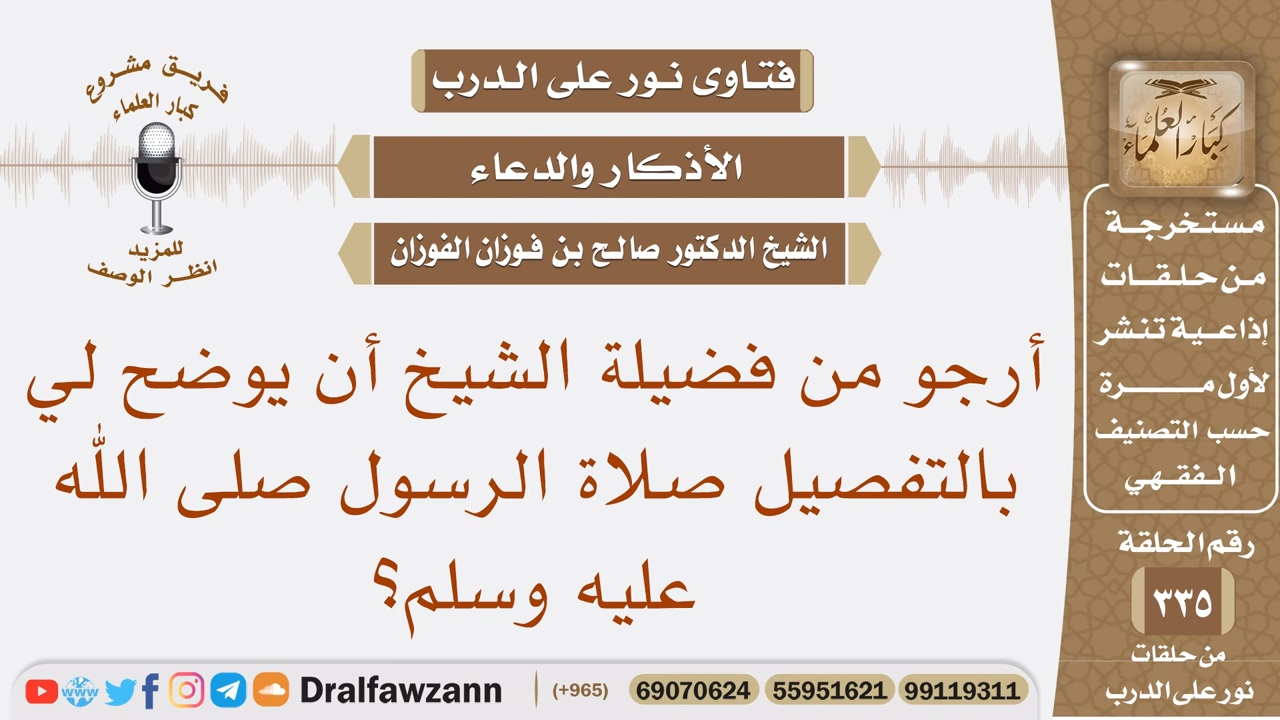 فتاوى نور على الدرب
الأذكار والدعاء
الشيخ الدكتور صالح بن فوزان الفوزان
أرجو من فضيلة الشيخ أن يوضح لي
بالتفصيل صلاة الرسول صلى الله
عليه وسلم؟
كبار العلماء
مستخرجة
من حلقات
إذاعية تنشر
لأول مرة
حسب التصنيف
الفقهي
رقم الحلقة
٣٣٥
من حلقات
نور على الدرب
فريق مشروع
كبار العلماء
للمزيد
انظر الوصف
www Dralfawzann (+965) 69070624 55951621 99119311